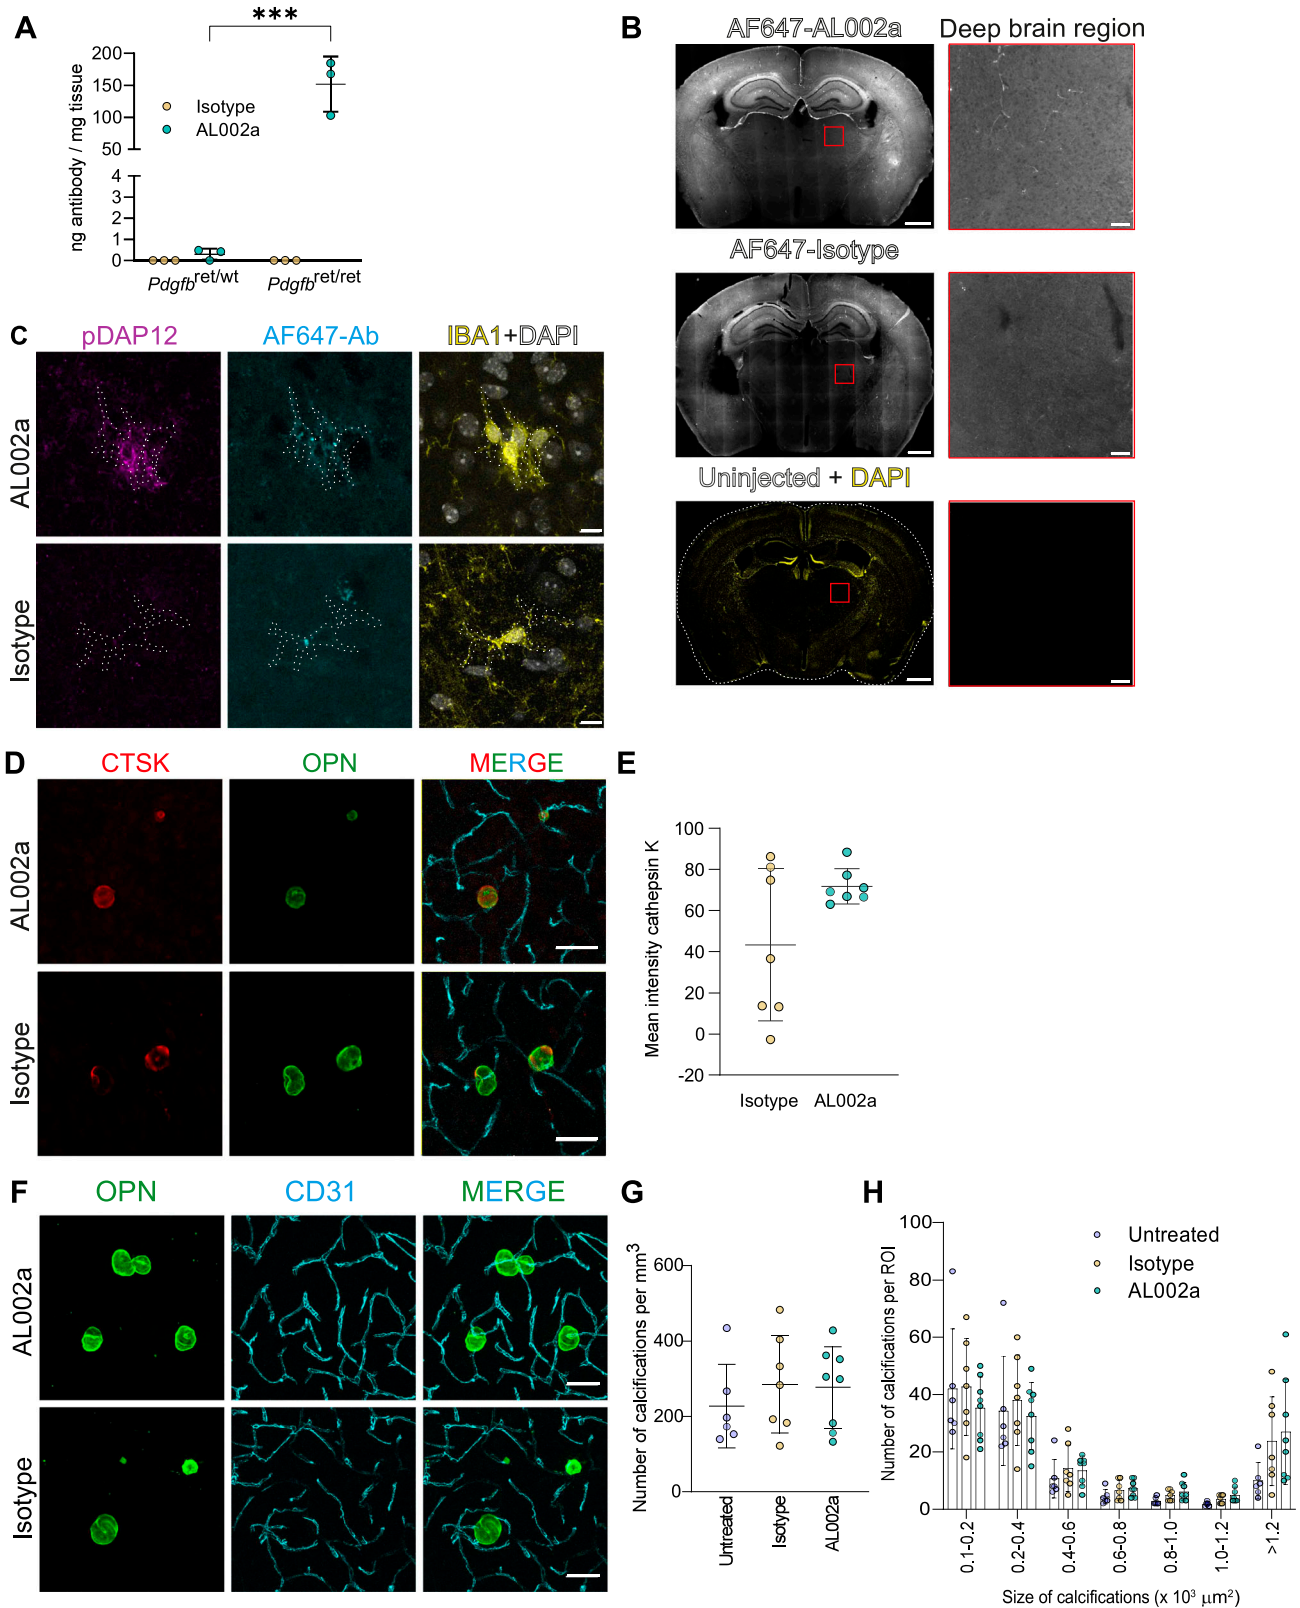 A
***
ng antibody / mg tissue
200
150
100
50
4
3
2
1
0
Isotype
AL002a
Pdgfb^ret/wt
Pdgfb^ret/ret
B
AF647-AL002a
Deep brain region
AF647-Isotype
Uninjected + DAPI
C
pDAP12
AF647-Ab
IBA1+DAPI
AL002a
Isotype
D
CTSK
OPN
MERGE
AL002a
Isotype
E
Mean intensity cathepsin K
100
80
60
40
20
0
-20
Isotype
AL002a
F
OPN
CD31
MERGE
AL002a
Isotype
G
Number of calcifications per mm³
600
400
200
0
Untreated
Isotype
AL002a
H
Number of calcifications per ROI
100
80
60
40
20
0
Untreated
Isotype
AL002a
0.1-0.2
0.2-0.4
0.4-0.6
0.6-0.8
0.8-1.0
1.0-1.2
>1.2
Size of calcifications (x 10³ μm²)